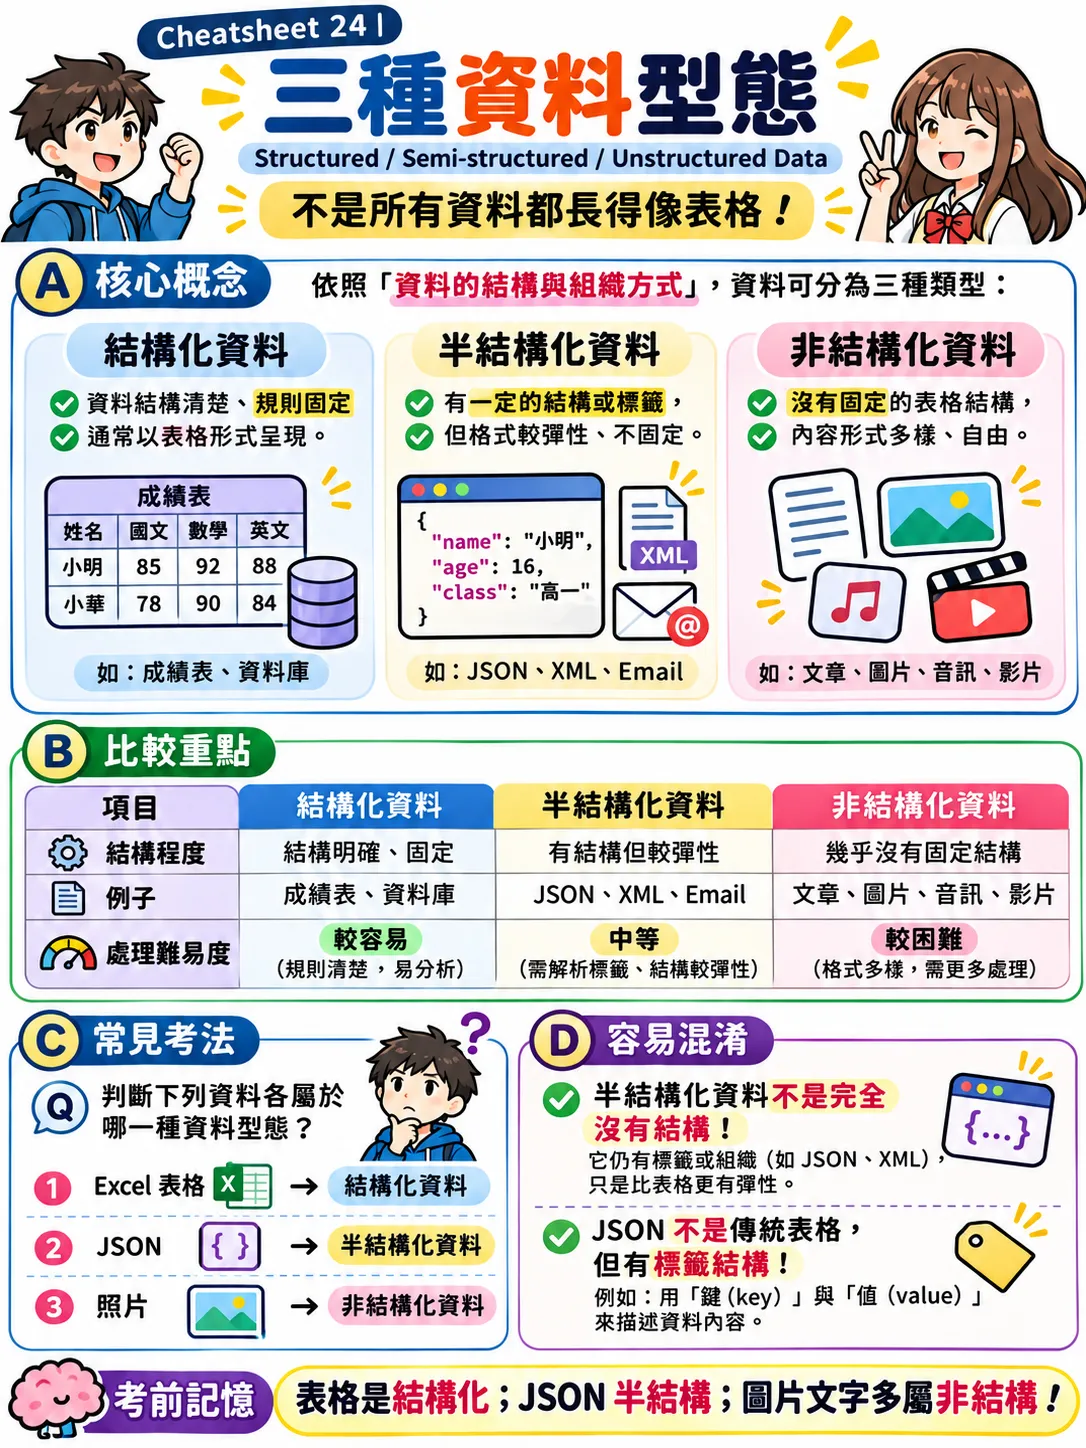 Cheatsheet 24 |
三種資料型態
Structured / Semi-structured / Unstructured Data
不是所有資料都長得像表格！
A 核心概念
依照「資料的結構與組織方式」，資料可分為三種類型：
結構化資料
資料結構清楚、規則固定
通常以表格形式呈現。
成績表
姓名 國文 數學 英文
小明 85 92 88
小華 78 90 84
如：成績表、資料庫
半結構化資料
有一定的結構或標籤，
但格式較彈性、不固定。
{
"name": "小明",
"age": 16,
"class": "高一"
}
XML
@
如：JSON、XML、Email
非結構化資料
沒有固定的表格結構，
內容形式多樣、自由。
如：文章、圖片、音訊、影片
B 比較重點
項目 結構化資料 半結構化資料 非結構化資料
結構程度 結構明確、固定 有結構但較彈性 幾乎沒有固定結構
例子 成績表、資料庫 JSON、XML、Email 文章、圖片、音訊、影片
處理難易度 較容易 中等 較困難
（規則清楚，易分析） （需解析標籤、結構較彈性） （格式多樣，需更多處理）
C 常見考法
?
Q 判斷下列資料各屬於
哪一種資料型態？
1 Excel 表格 X → 結構化資料
2 JSON { } → 半結構化資料
3 照片 → 非結構化資料
D 容易混淆
半結構化資料不是完全
沒有結構！
它仍有標籤或組織（如 JSON、XML），
只是比表格更有彈性。
{...}
JSON 不是傳統表格，
但有標籤結構！
例如：用「鍵（key）」與「值（value）」
來描述資料內容。
考前記憶
表格是結構化；JSON 半結構；圖片文字多屬非結構！